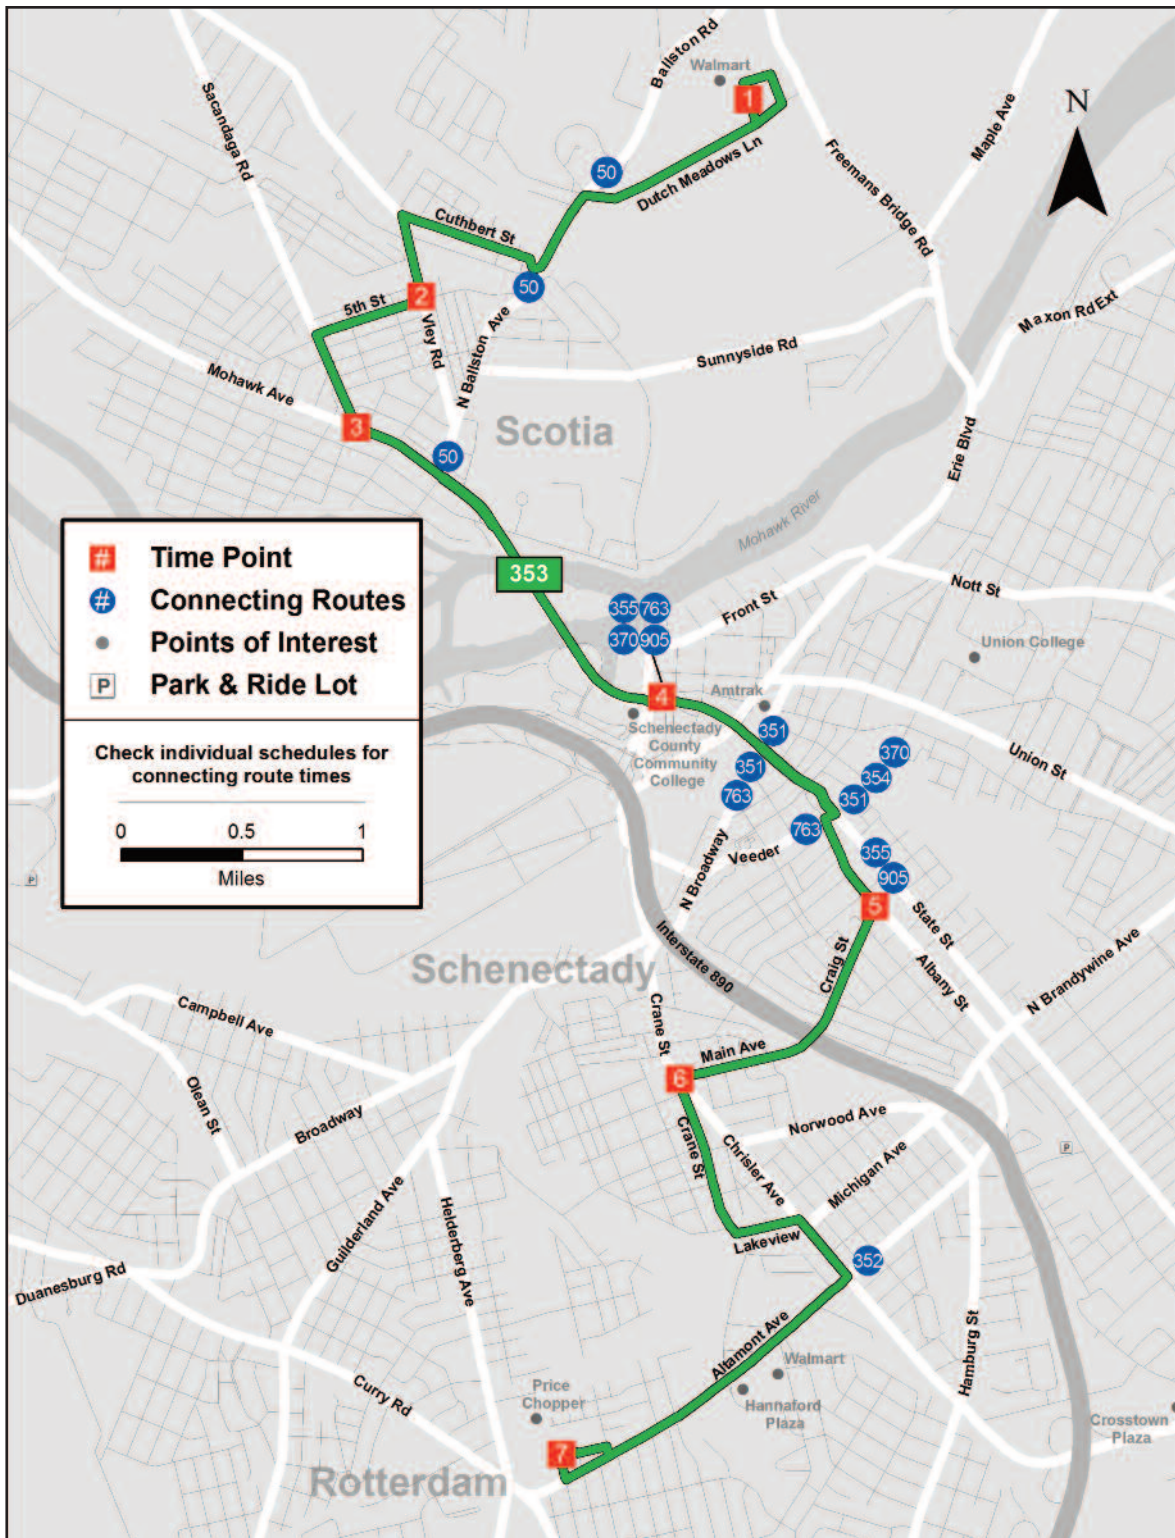 Ballston Rd
Walmart
1
N
Sacandaga Rd
Maple Ave
Freemans Bridge Rd
50
Dutch Meadows Ln
Cuthbert St
50
2
5th St
Vley Rd
N Ballston Ave
Maxon Rd Ext
Sunnyside Rd
Mohawk Ave
3
Scotia
50
Erie Blvd
Mohawk River
# Time Point
# Connecting Routes
Points of Interest
P Park & Ride Lot
Check individual schedules for
connecting route times
0 0.5 1
Miles
353
355 763
370 905
Front St
Nott St
Union College
4
Amtrak
Schenectady
County
Community
College
351
351
763
370
354
351
Union St
763
Veeder
355
905
N Broadway
5
State St
Albany St
Craig St
N Brandywine Ave
Interstate 890
Schenectady
Crane St
Campbell Ave
Main Ave
6
Olean St
Broadway
Norwood Ave
P
P
Crane St
Chrisler Ave
Michigan Ave
Guilderland Ave
Helderberg Ave
Lakeview
352
Duanesburg Rd
Altamont Ave
Hamburg St
Walmart
Curry Rd
Price
Chopper
Hannaford
Plaza
Crosstown
Plaza
7
Rotterdam